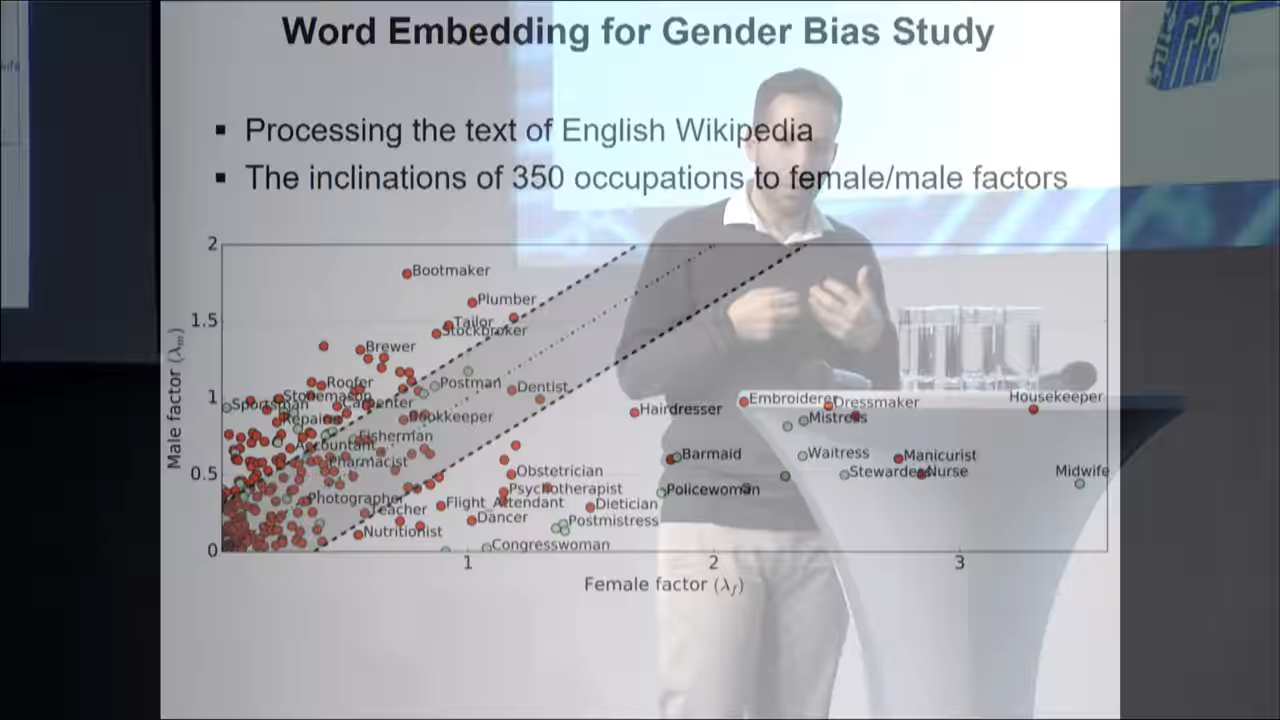 Word Embedding for Gender Bias Study
▪ Processing the text of English Wikipedia
▪ The inclinations of 350 occupations to female/male factors
2
Bootmaker
Plumber
1.5
Tailor
Stockbroker
Brewer
Roofer
Postman
Dentist
1
Stonemason
Housekeeper
Sportsman
Carpenter
Hairdresser
Embroiderer
Dressmaker
Repairer
Bookkeeper
Mistress
Fisherman
Accountant
Barmaid
Waitress
Manicurist
Pharmacist
0.5
Obstetrician
Stewardess
Nurse
Midwife
Psychotherapist
Policewoman
Photographer
Flight_Attendant
Dietician
Teacher
Dancer
Postmistress
Nutritionist
Congresswoman
0
1
2
3
Male factor (λm)
Female factor (λf)